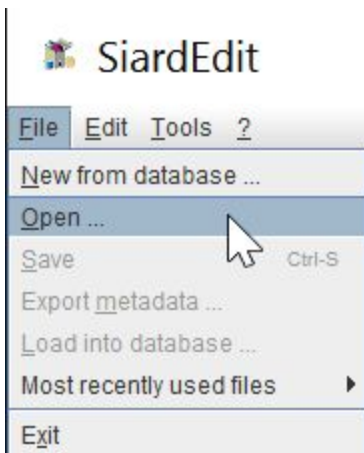 SiardEdit
File Edit Tools ?
New from database ...
Open ...
Save Ctrl-S
Export metadata ...
Load into database ...
Most recently used files
Exit